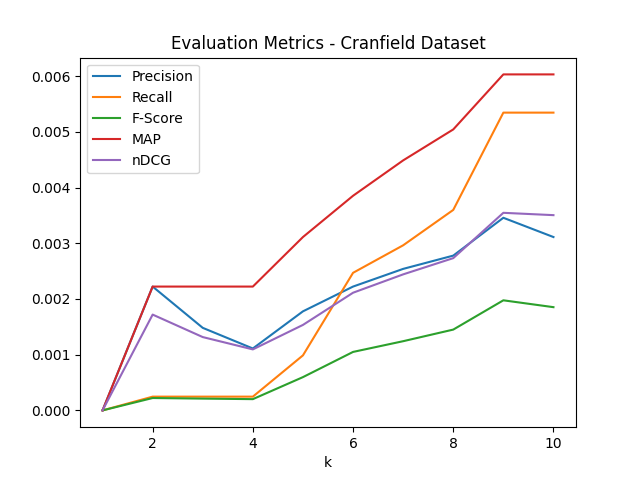 Evaluation Metrics - Cranfield Dataset
Precision
Recall
F-Score
MAP
nDCG
0.006
0.005
0.004
0.003
0.002
0.001
0.000
2 4 6 8 10
k